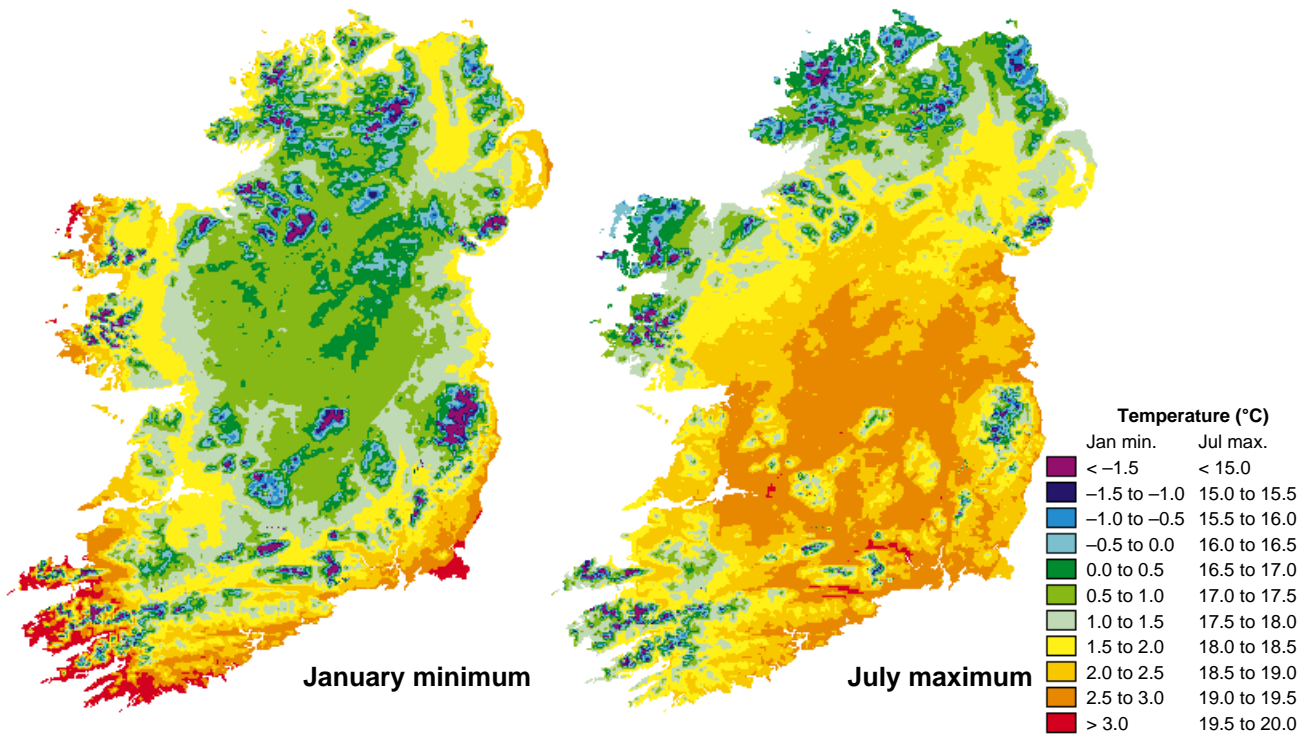 Temperature (°C)
Jan min. Jul max.
< –1.5 < 15.0
–1.5 to –1.0 15.0 to 15.5
–1.0 to –0.5 15.5 to 16.0
–0.5 to 0.0 16.0 to 16.5
0.0 to 0.5 16.5 to 17.0
0.5 to 1.0 17.0 to 17.5
1.0 to 1.5 17.5 to 18.0
1.5 to 2.0 18.0 to 18.5
2.0 to 2.5 18.5 to 19.0
2.5 to 3.0 19.0 to 19.5
> 3.0 19.5 to 20.0
January minimum
July maximum